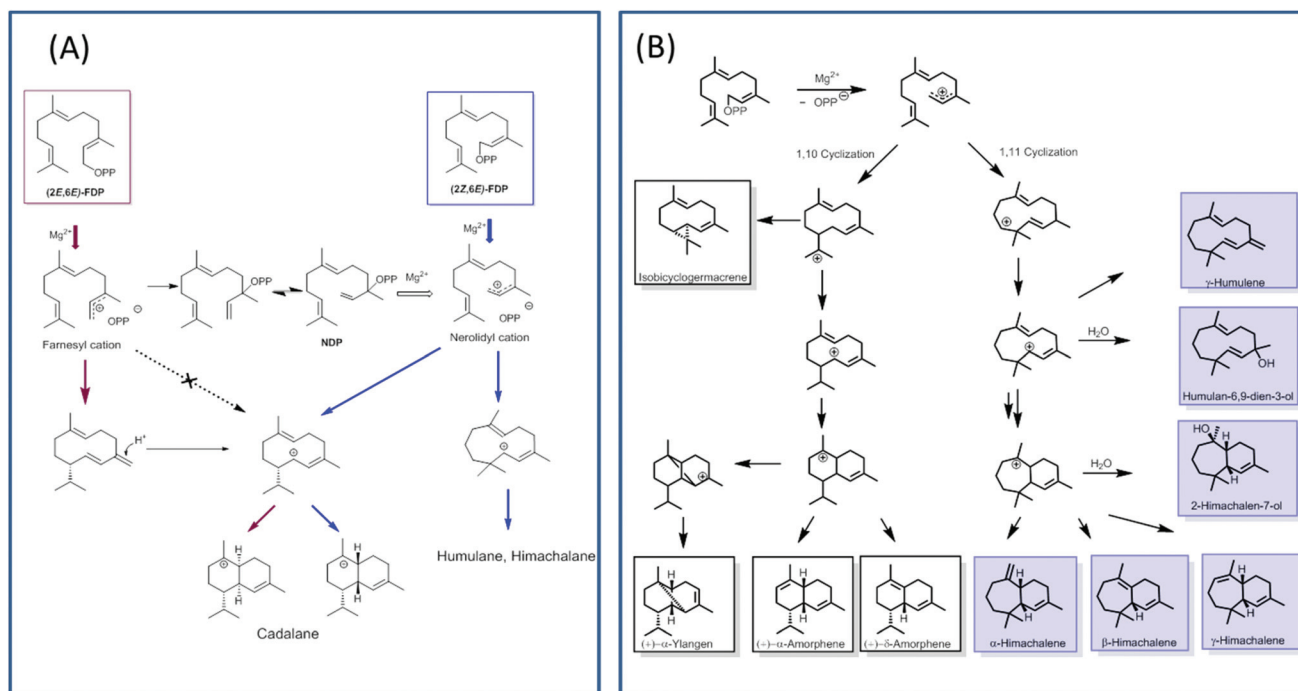 (A)
OPP
(2E,6E)-FDP
OPP
(2Z,6E)-FDP
Mg2+
Mg2+
OPP
OPP
Mg2+
OPP
OPP
Farnesyl cation
NDP
Nerolidyl cation
H+
Humulane, Himachalane
H
H
H
H
Cadalane
(B)
OPP
Mg2+
− OPP
1,10 Cyclization
1,11 Cyclization
Isobicyclogermacrene
γ-Humulene
H2O
OH
Humulan-6,9-dien-3-ol
HO
H
H
H2O
2-Himachalen-7-ol
H
H
(+)-α-Ylangen
H
H
(+)-α-Amorphene
H
(+)-δ-Amorphene
H
H
α-Himachalene
H
β-Himachalene
H
H
γ-Himachalene